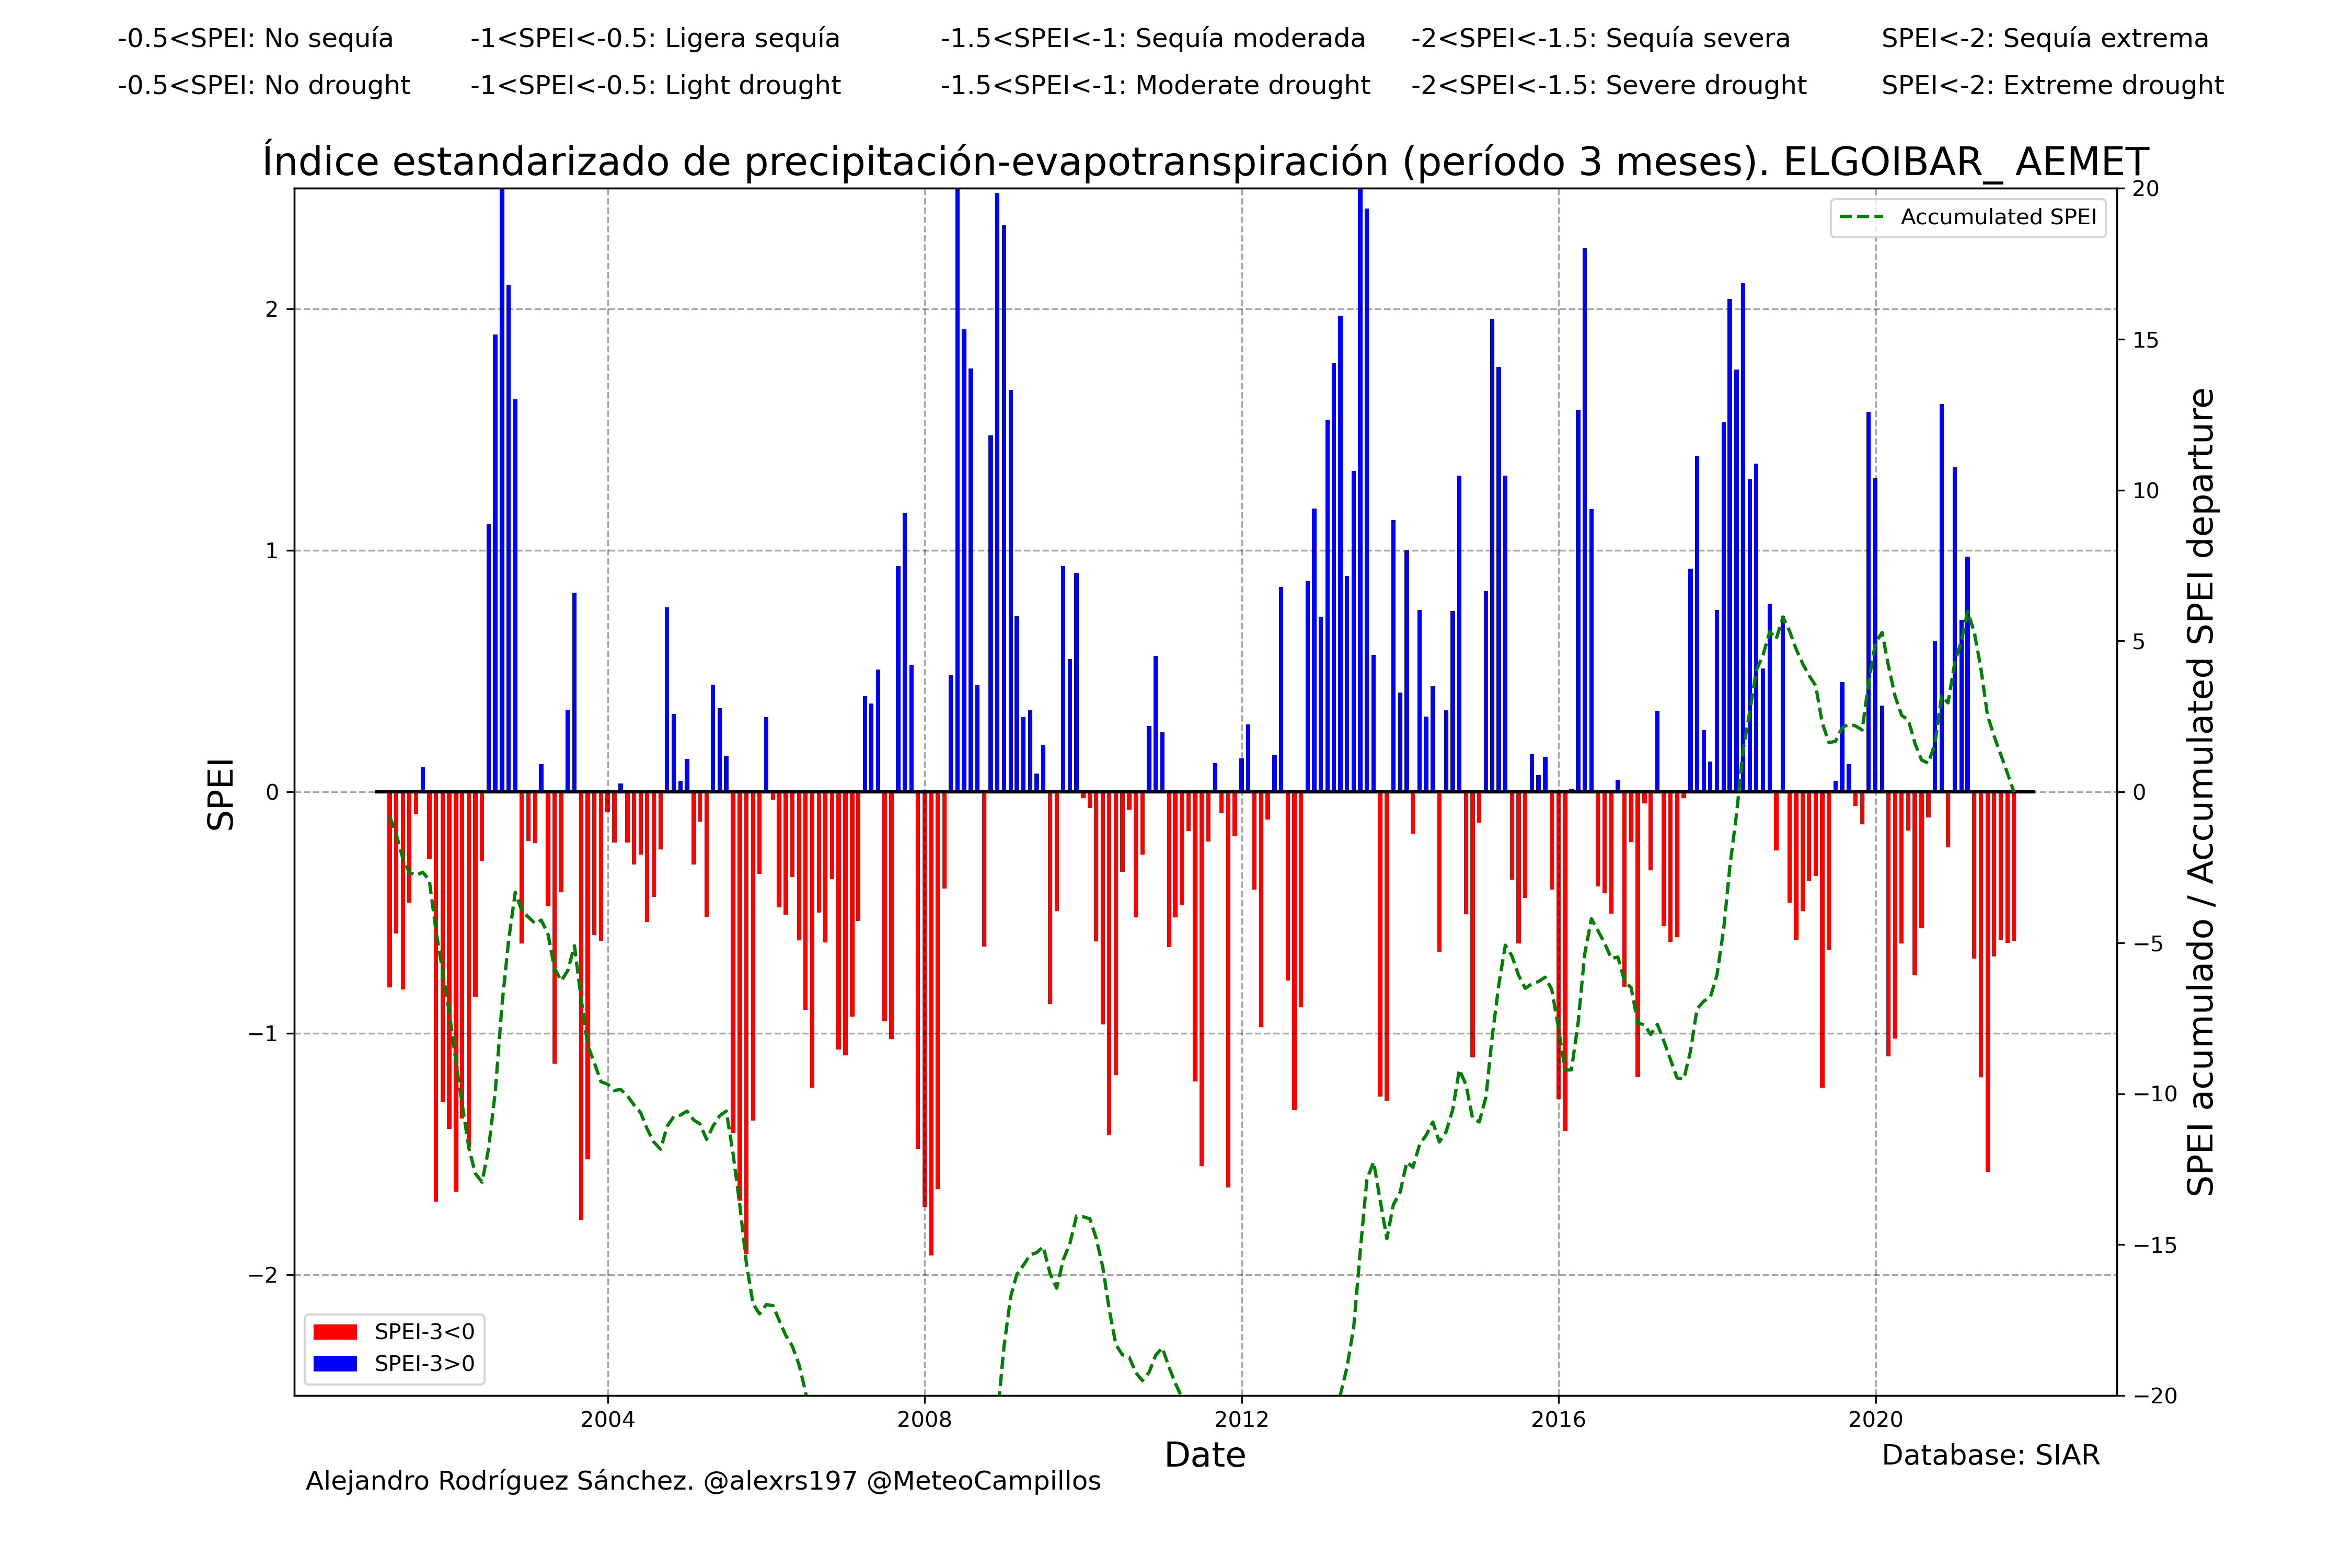 -0.5<SPEI: No sequía -1<SPEI<-0.5: Ligera sequía -1.5<SPEI<-1: Sequía moderada -2<SPEI<-1.5: Sequía severa SPEI<-2: Sequía extrema
-0.5<SPEI: No drought -1<SPEI<-0.5: Light drought -1.5<SPEI<-1: Moderate drought -2<SPEI<-1.5: Severe drought SPEI<-2: Extreme drought
Índice estandarizado de precipitación-evapotranspiración (período 3 meses). ELGOIBAR_ AEMET
Accumulated SPEI
SPEI
2
1
0
−1
−2
20
15
10
5
0
−5
−10
−15
−20
SPEI acumulado / Accumulated SPEI departure
SPEI-3<0
SPEI-3>0
2004 2008 2012 2016 2020
Date
Database: SIAR
Alejandro Rodríguez Sánchez. @alexrs197 @MeteoCampillos